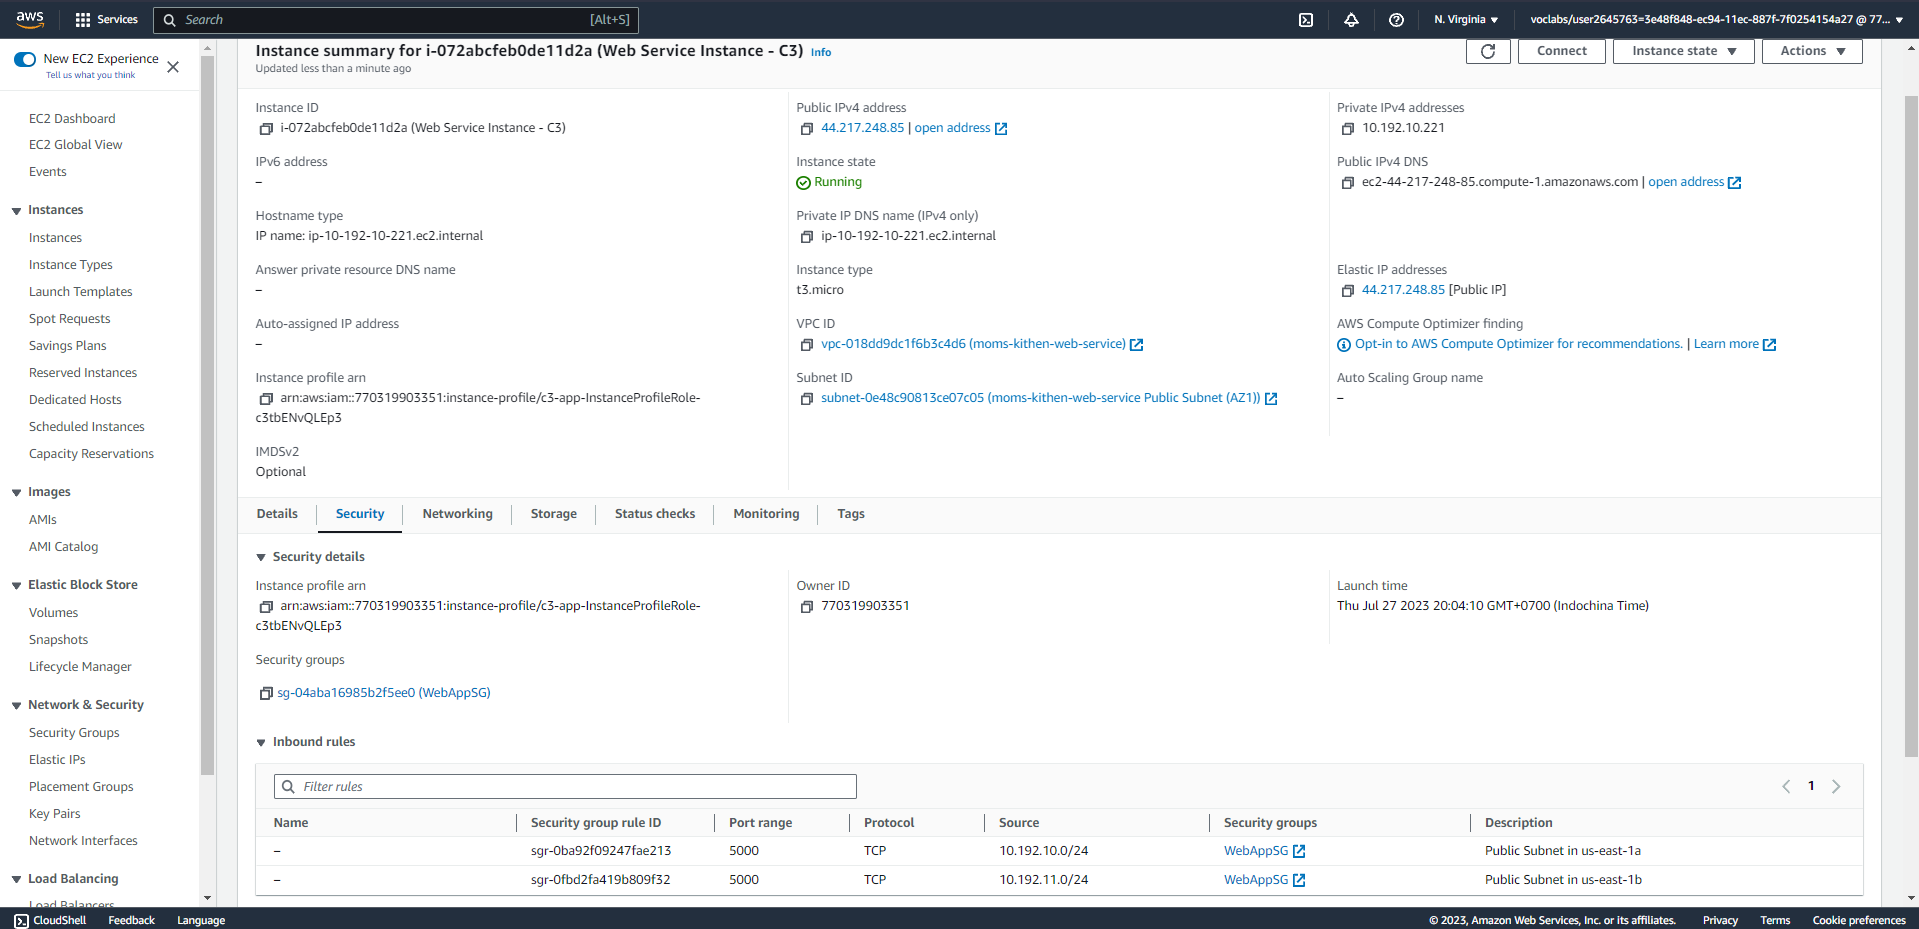 aws
Services
Search [Alt+S]
N. Virginia
voclabs/user2645763=3e48f848-ec94-11ec-887f-7f0254154a27 @ 77...
New EC2 Experience
Tell us what you think
EC2 Dashboard
EC2 Global View
Events
Instances
Instances
Instance Types
Launch Templates
Spot Requests
Savings Plans
Reserved Instances
Dedicated Hosts
Scheduled Instances
Capacity Reservations
Images
AMIs
AMI Catalog
Elastic Block Store
Volumes
Snapshots
Lifecycle Manager
Network & Security
Security Groups
Elastic IPs
Placement Groups
Key Pairs
Network Interfaces
Load Balancing
Load Balancers
Instance summary for i-072abcfeb0de11d2a (Web Service Instance - C3) Info
Updated less than a minute ago
Connect
Instance state
Actions
Instance ID
i-072abcfeb0de11d2a (Web Service Instance - C3)
Public IPv4 address
44.217.248.85 | open address
Private IPv4 addresses
10.192.10.221
IPv6 address
–
Instance state
Running
Public IPv4 DNS
ec2-44-217-248-85.compute-1.amazonaws.com | open address
Hostname type
IP name: ip-10-192-10-221.ec2.internal
Private IP DNS name (IPv4 only)
ip-10-192-10-221.ec2.internal
Answer private resource DNS name
–
Instance type
t3.micro
Elastic IP addresses
44.217.248.85 [Public IP]
Auto-assigned IP address
–
VPC ID
vpc-018dd9dc1f6b3c4d6 (moms-kithen-web-service)
AWS Compute Optimizer finding
Opt-in to AWS Compute Optimizer for recommendations. | Learn more
Instance profile arn
arn:aws:iam::770319903351:instance-profile/c3-app-InstanceProfileRole-
c3tbENvQLEp3
Subnet ID
subnet-0e48c90813ce07c05 (moms-kithen-web-service Public Subnet (AZ1))
Auto Scaling Group name
–
IMDSv2
Optional
Details
Security
Networking
Storage
Status checks
Monitoring
Tags
Security details
Instance profile arn
arn:aws:iam::770319903351:instance-profile/c3-app-InstanceProfileRole-
c3tbENvQLEp3
Owner ID
770319903351
Launch time
Thu Jul 27 2023 20:04:10 GMT+0700 (Indochina Time)
Security groups
sg-04aba16985b2f5ee0 (WebAppSG)
Inbound rules
Filter rules
1
Name Security group rule ID Port range Protocol Source Security groups Description
– sgr-0ba92f09247fae213 5000 TCP 10.192.10.0/24 WebAppSG Public Subnet in us-east-1a
– sgr-0fbd2fa419b809f32 5000 TCP 10.192.11.0/24 WebAppSG Public Subnet in us-east-1b
CloudShell
Feedback
Language
© 2023, Amazon Web Services, Inc. or its affiliates.
Privacy
Terms
Cookie preferences